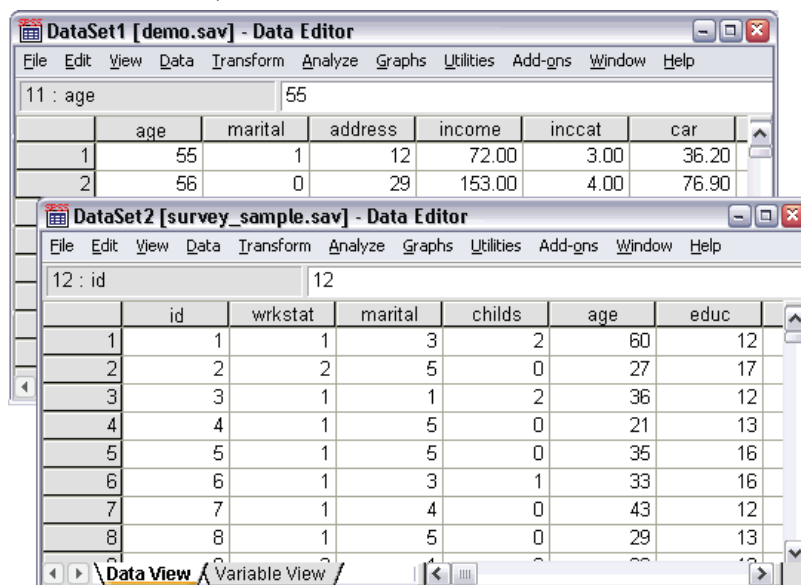 DataSet1 [demo.sav] - Data Editor
File Edit View Data Transform Analyze Graphs Utilities Add-ons Window Help
11 : age 55
age marital address income inccat car
1 55 1 12 72.00 3.00 36.20
2 56 0 29 153.00 4.00 76.90
DataSet2 [survey_sample.sav] - Data Editor
File Edit View Data Transform Analyze Graphs Utilities Add-ons Window Help
12 : id 12
id wrkstat marital childs age educ
1 1 1 3 2 60 12
2 2 2 5 0 27 17
3 3 1 1 2 36 12
4 4 1 5 0 21 13
5 5 1 5 0 35 16
6 6 1 3 1 33 16
7 7 1 4 0 43 12
8 8 1 5 0 29 13
Data View Variable View